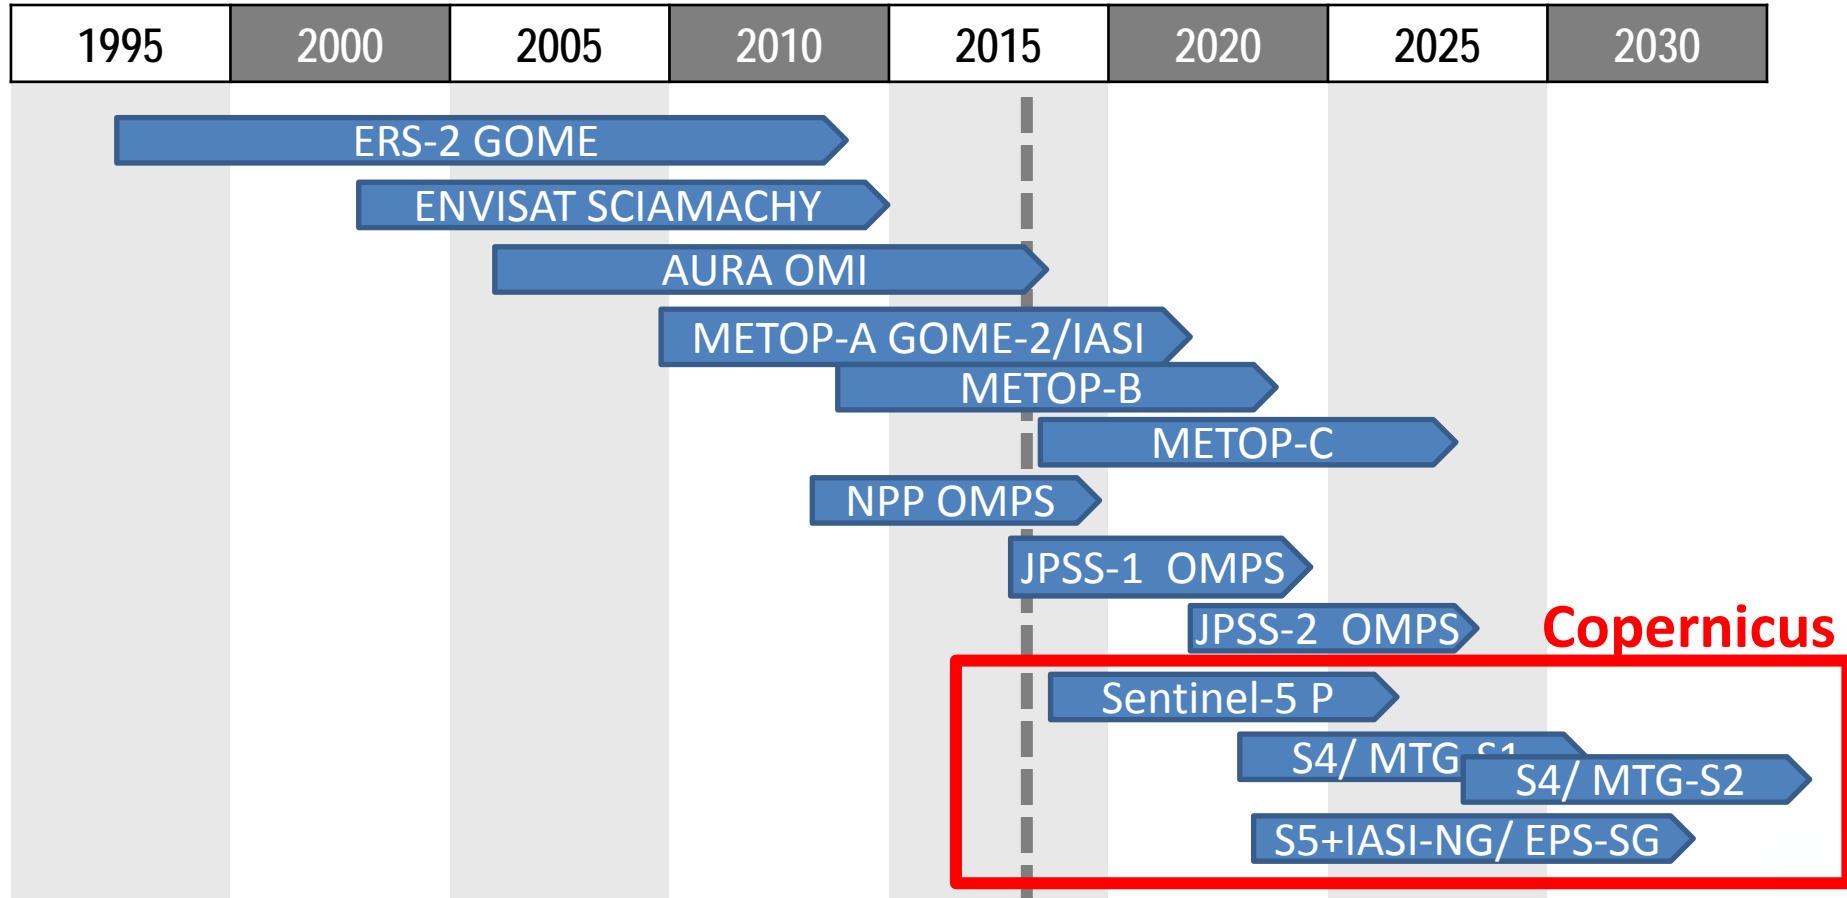 1995 2000 2005 2010 2015 2020 2025 2030
ERS-2 GOME
ENVISAT SCIAMACHY
AURA OMI
METOP-A GOME-2/IASI
METOP-B
METOP-C
NPP OMPS
JPSS-1 OMPS
JPSS-2 OMPS
Copernicus
Sentinel-5 P
S4/ MTG-S1
S4/ MTG-S2
S5+IASI-NG/ EPS-SG